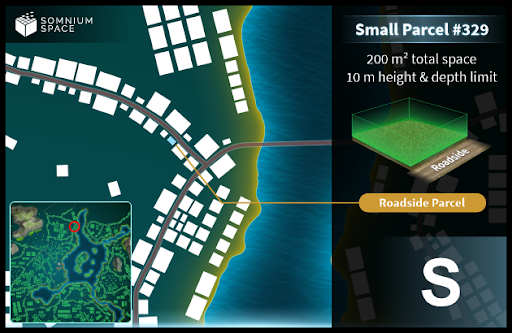 SOMNIUM
SPACE
Small Parcel #329
200 m² total space
10 m height & depth limit
Roadside
Roadside Parcel
S